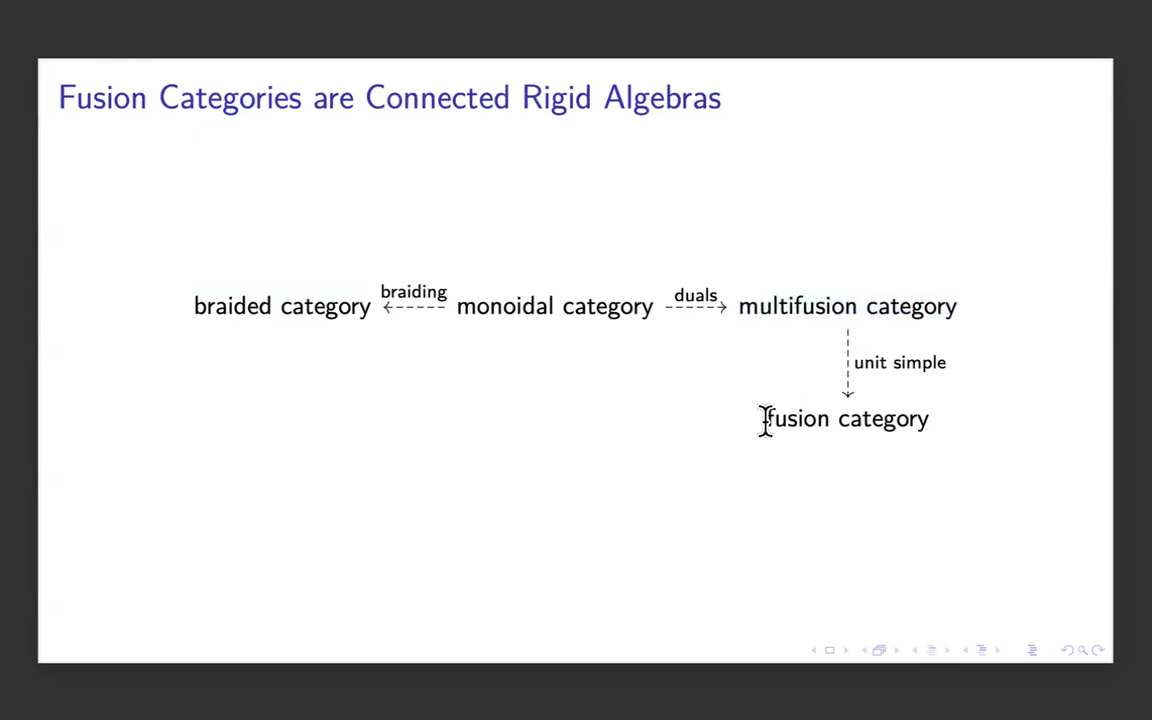 Fusion Categories are Connected Rigid Algebras
braided category braiding monoidal category duals multifusion category
unit simple
fusion category